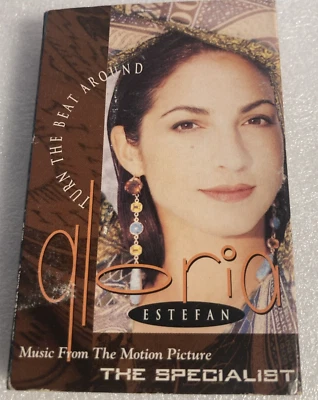 TURN THE BEAT AROUND
gloria
ESTEFAN
Music From The Motion Picture
THE SPECIALIST